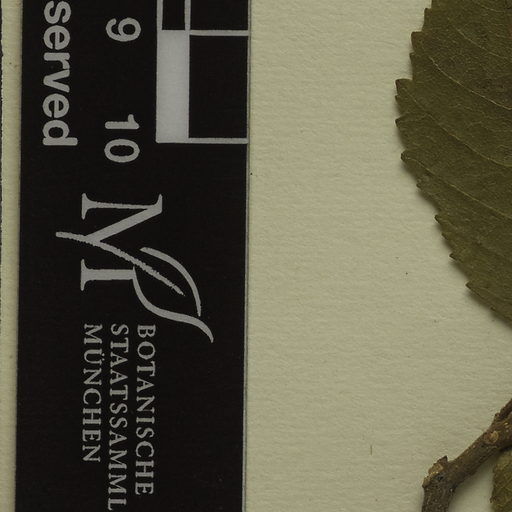 served
9 10
M
BOTANISCHE
STAATSSAMML
MÜNCHEN